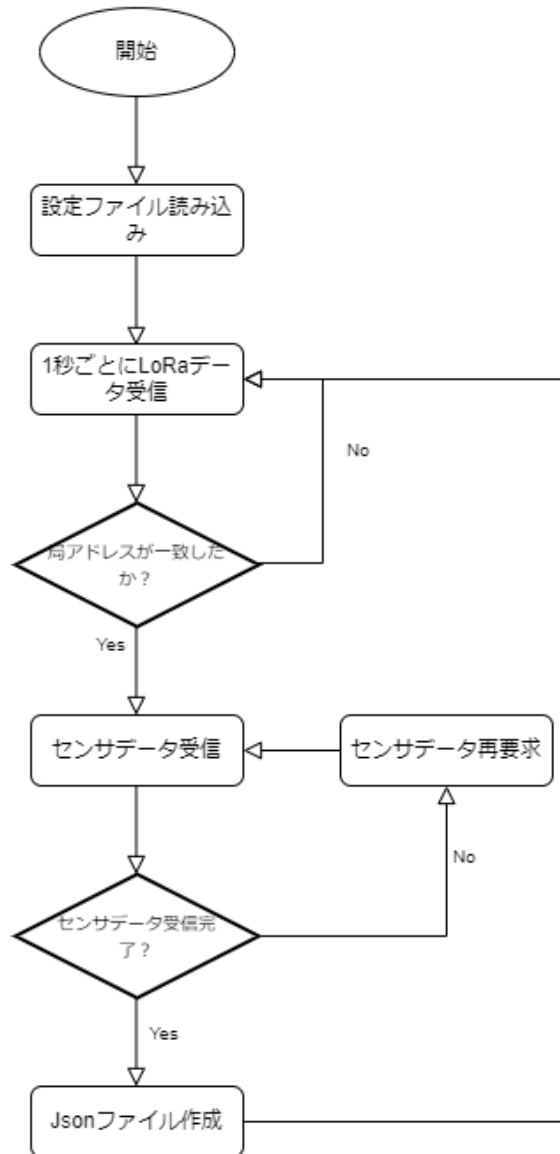 開始
設定ファイル読み込
み
1秒ごとにLoRaデー
タ受信
No
局アドレスが一致した
か？
Yes
センサデータ受信
センサデータ再要求
No
センサデータ受信完
了？
Yes
Jsonファイル作成